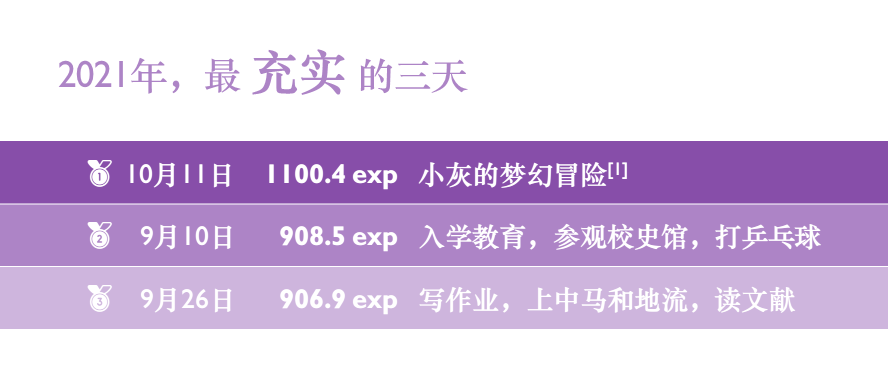 2021年，最 充实 的三天
1 10月11日 1100.4 exp 小灰的梦幻冒险[1]
2 9月10日 908.5 exp 入学教育，参观校史馆，打乒乓球
3 9月26日 906.9 exp 写作业，上中马和地流，读文献